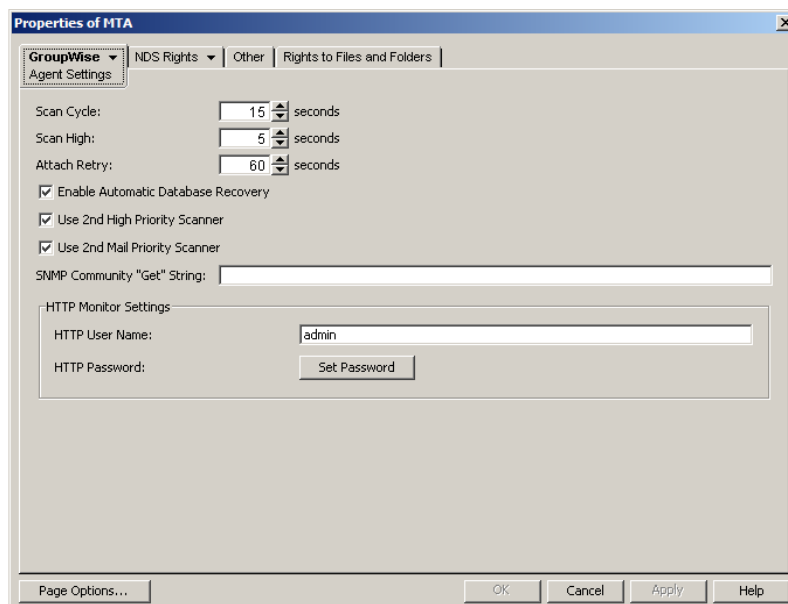 Properties of MTA
GroupWise NDS Rights Other Rights to Files and Folders
Agent Settings
Scan Cycle: 15 seconds
Scan High: 5 seconds
Attach Retry: 60 seconds
Enable Automatic Database Recovery
Use 2nd High Priority Scanner
Use 2nd Mail Priority Scanner
SNMP Community "Get" String:
HTTP Monitor Settings
HTTP User Name: admin
HTTP Password: Set Password
Page Options... OK Cancel Apply Help